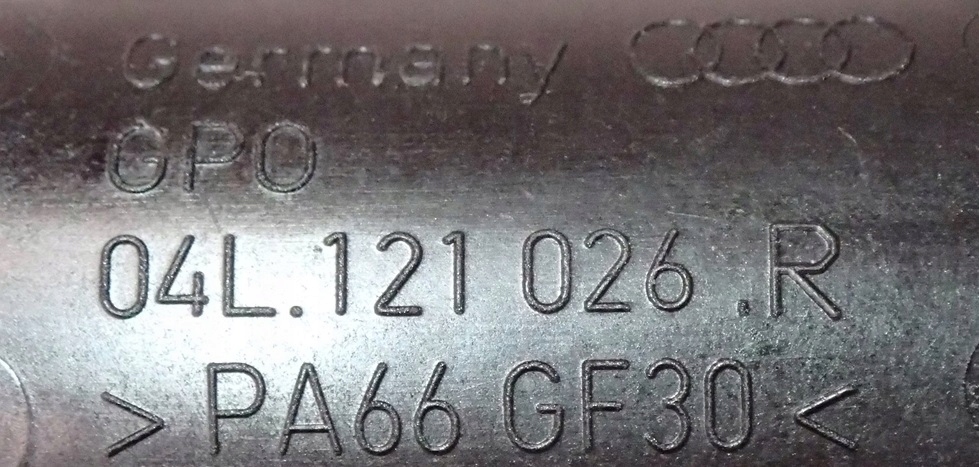 Germany
GPO
04L.121 026 .R
>PA66 GF30<